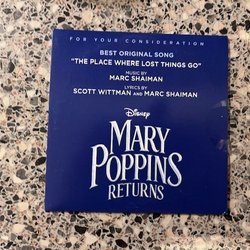 FOR YOUR CONSIDERATION
BEST ORIGINAL SONG
"THE PLACE WHERE LOST THINGS GO"
MUSIC BY
MARC SHAIMAN
LYRICS BY
SCOTT WITTMAN AND MARC SHAIMAN
Disney
MARY
POPPINS
RETURNS